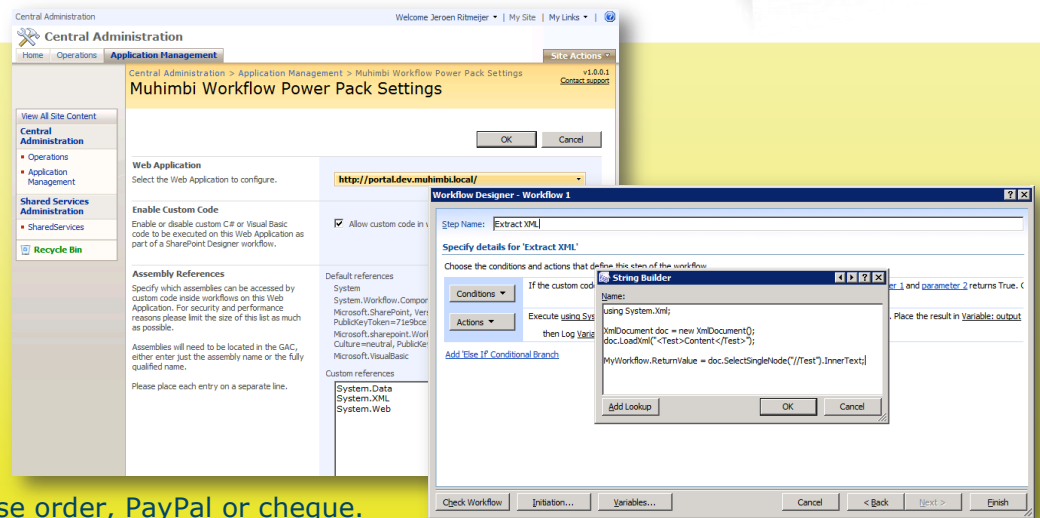 Central Administration
Welcome Jeroen Ritmeijer | My Site | My Links |
Central Administration
Home Operations Application Management
Site Actions
Central Administration > Application Management > Muhimbi Workflow Power Pack Settings
v1.0.0.1
Contact support
Muhimbi Workflow Power Pack Settings
View All Site Content
Central Administration
Operations
Application Management
Shared Services Administration
SharedServices
Recycle Bin
OK Cancel
Web Application
Select the Web Application to configure.
http://portal.dev.muhimbi.local/
Enable Custom Code
Enable or disable custom C# or Visual Basic
code to be executed on this Web Application as
part of a SharePoint Designer workflow.
Allow custom code in
Assembly References
Specify which assemblies can be accessed by
custom code inside workflows on this Web
Application. For security and performance
reasons please limit the size of this list as much
as possible.
Assemblies will need to be located in the GAC,
either enter just the assembly name or the fully
qualified name.
Please place each entry on a separate line.
Default references
System
System.Workflow.Compor
Microsoft.SharePoint, Vers
PublicKeyToken=71e9bce
Microsoft.sharepoint.Work
Culture=neutral, PublicKe
Microsoft.VisualBasic
Custom references
System.Data
System.XML
System.Web
Workflow Designer - Workflow 1
Step Name: Extract XML
Specify details for 'Extract XML'
Choose the conditions and actions that define this step of the workflow.
Conditions
If the custom cod
er 1 and parameter 2 returns True. (
Actions
Execute using Sys
. Place the result in Variable: output
then Log Varia
Add 'Else If' Conditional Branch
String Builder
Name:
using System.Xml;
XmlDocument doc = new XmlDocument();
doc.LoadXml("<Test>Content</Test>");
MyWorkflow.ReturnValue = doc.SelectSingleNode("//Test").InnerText;
Add Lookup OK Cancel
Check Workflow Initiation... Variables... Cancel < Back Next > Finish
se order, PayPal or cheque.